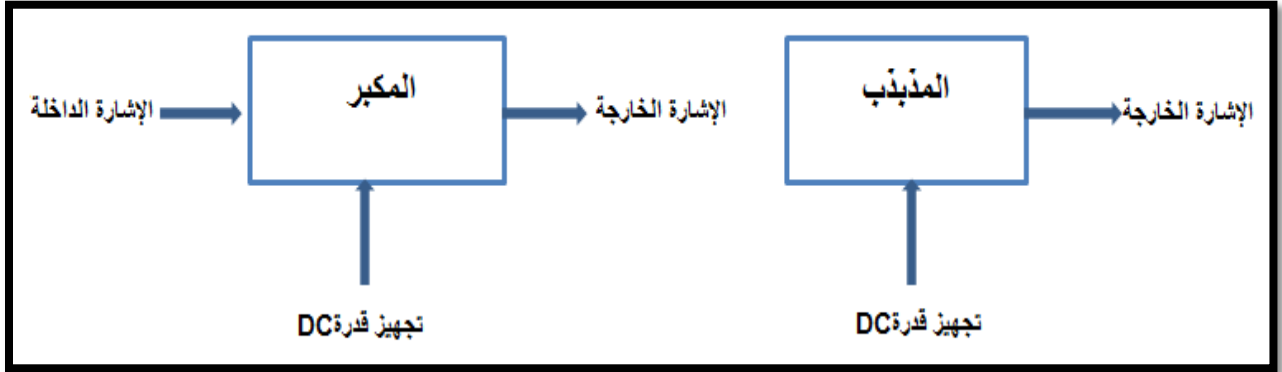 المكبر
المذبذب
الإشارة الداخلة
الإشارة الخارجة
الإشارة الخارجة
تجهيز قدرةDC
تجهيز قدرةDC